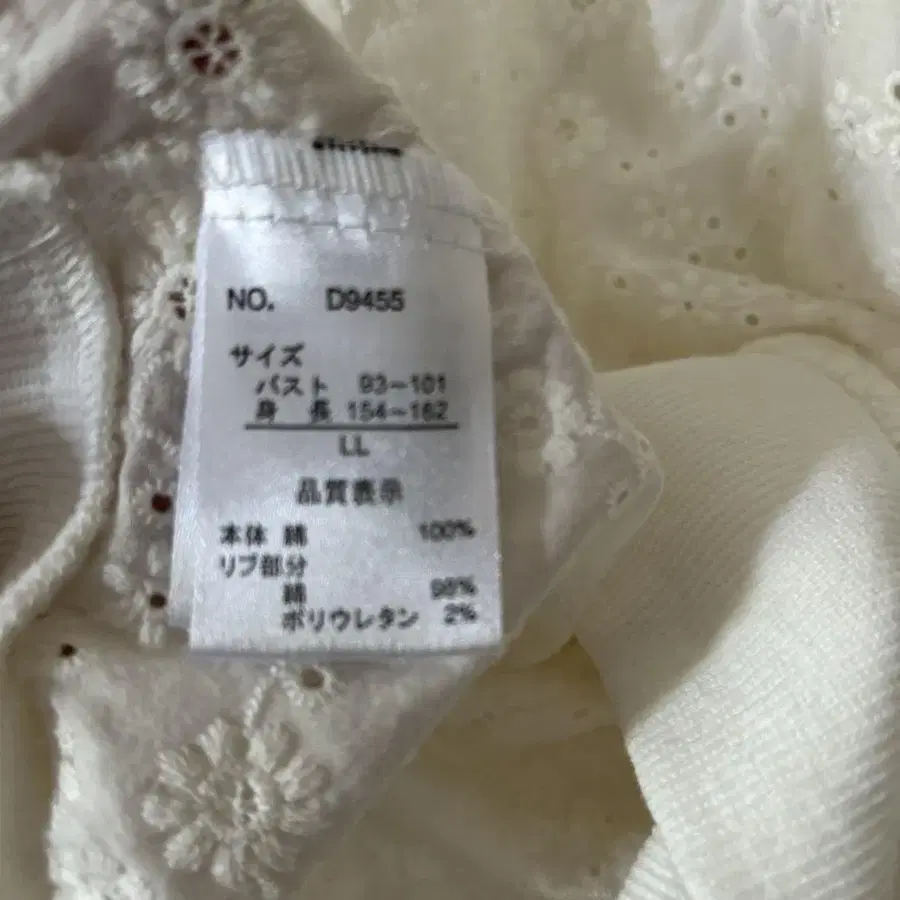 NO. D9455
サイズ
バスト 93~101
身 長 154~162
LL
品質表示
本体 綿 100%
リブ部分
綿 98%
ポリウレタン 2%